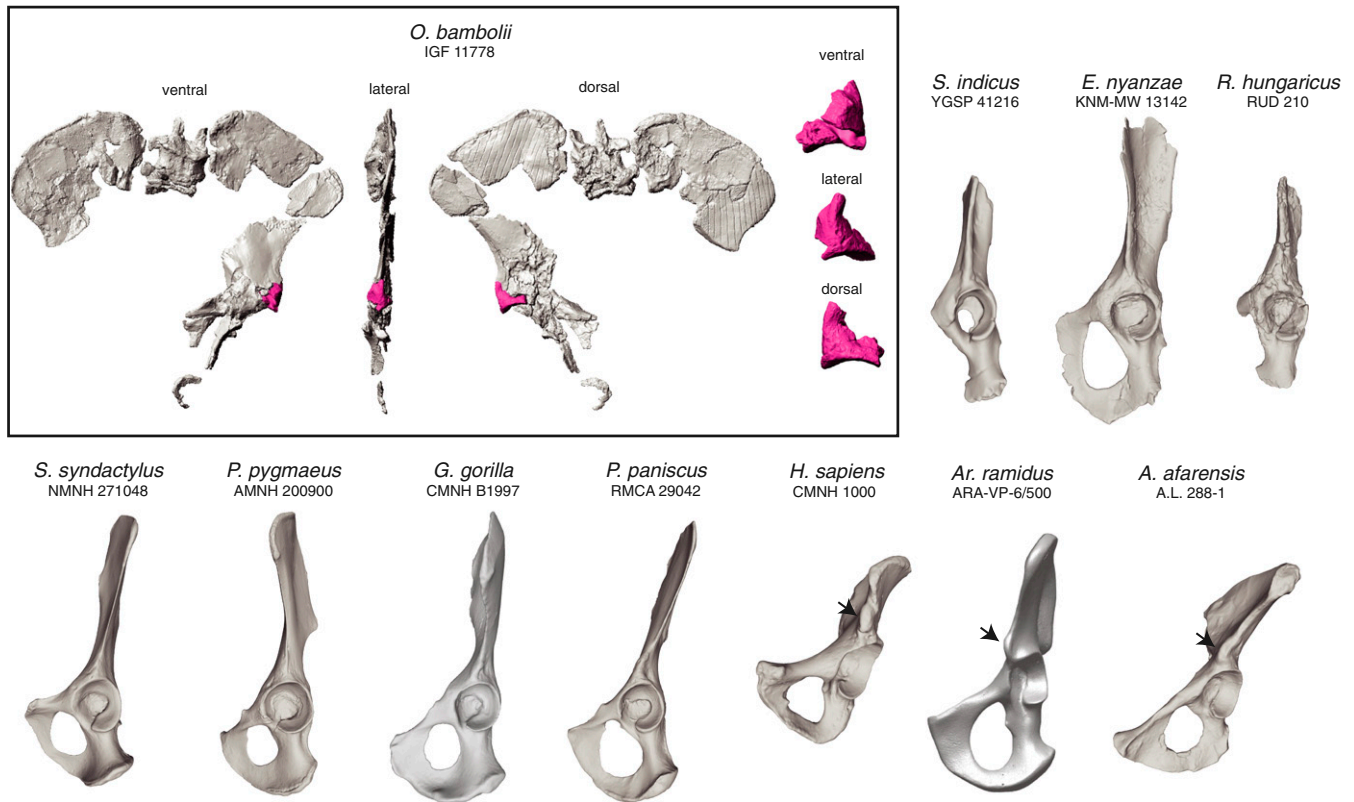 O. bambolii
IGF 11778
ventral
lateral
dorsal
ventral
lateral
dorsal
S. indicus
YGSP 41216
E. nyanzae
KNM-MW 13142
R. hungaricus
RUD 210
S. syndactylus
NMNH 271048
P. pygmaeus
AMNH 200900
G. gorilla
CMNH B1997
P. paniscus
RMCA 29042
H. sapiens
CMNH 1000
Ar. ramidus
ARA-VP-6/500
A. afarensis
A.L. 288-1